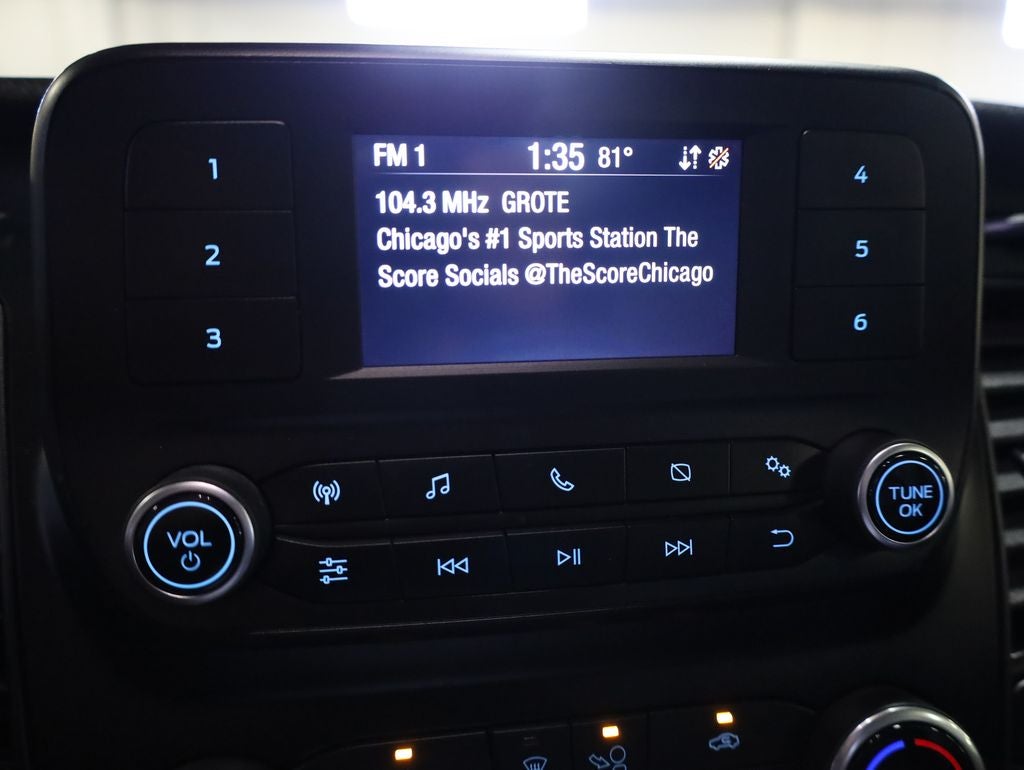 1
2
3
FM 1 1:35 81°
104.3 MHz GROTE
Chicago's #1 Sports Station The
Score Socials @TheScoreChicago
4
5
6
VOL
TUNE
OK